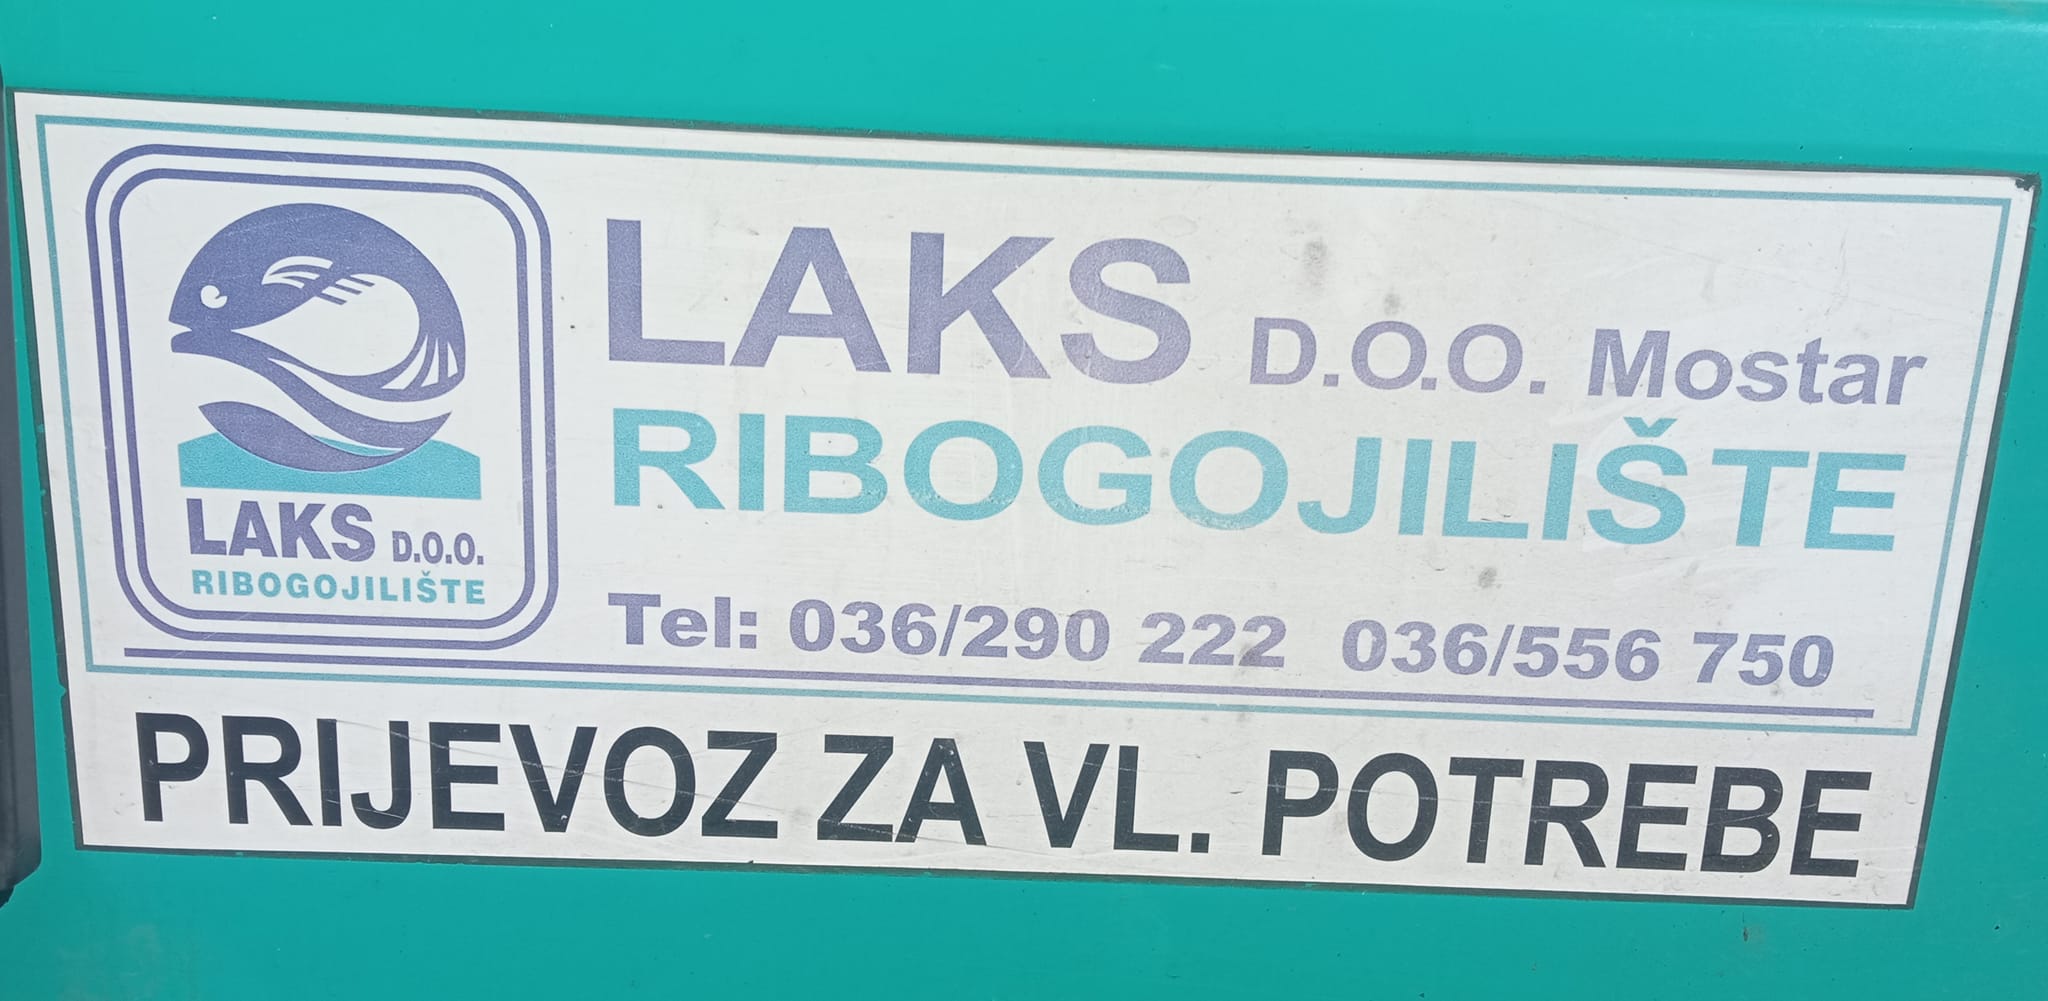 LAKS D.O.O.
RIBOGOJILIŠTE
LAKS D.O.O. Mostar
RIBOGOJILIŠTE
Tel: 036/290 222 036/556 750
PRIJEVOZ ZA VL. POTREBE